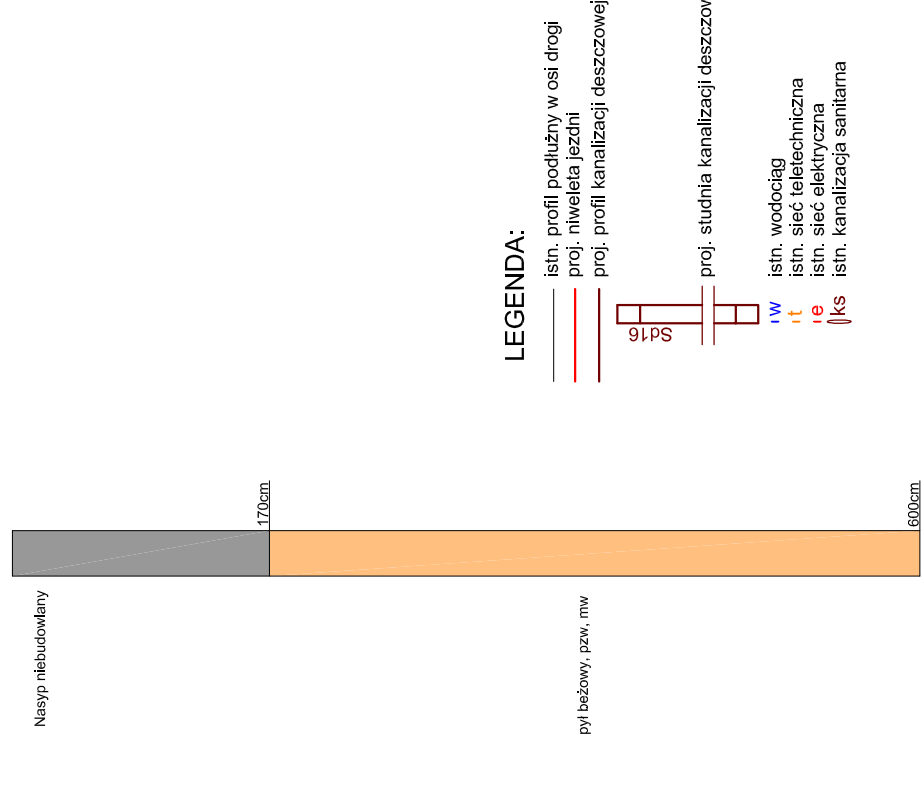 LEGENDA:
istn. profil podłużny w osi drogi
proj. niweleta jezdni
proj. profil kanalizacji deszczowej
Sd16
proj. studnia kanalizacji
w
istn. wodociąg
t
istn. sieć teletechniczna
e
istn. sieć elektryczna
ks
istn. kanalizacja sanitarna
170cm
600cm
Nasyp niebudowlany
pył beżowy, pzw, mw